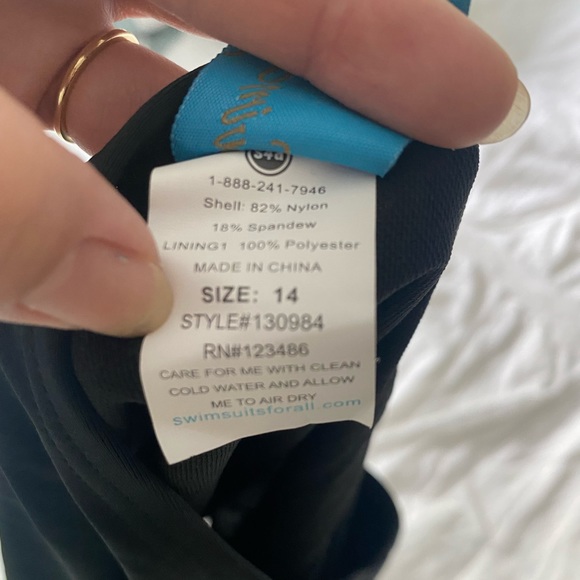 s4a
1-888-241-7946
Shell: 82% Nylon
18% Spandew
LINING1 100% Polyester
MADE IN CHINA
SIZE: 14
STYLE#130984
RN#123486
CARE FOR ME WITH CLEAN
COLD WATER AND ALLOW
ME TO AIR DRY
swimsuitsforall.com